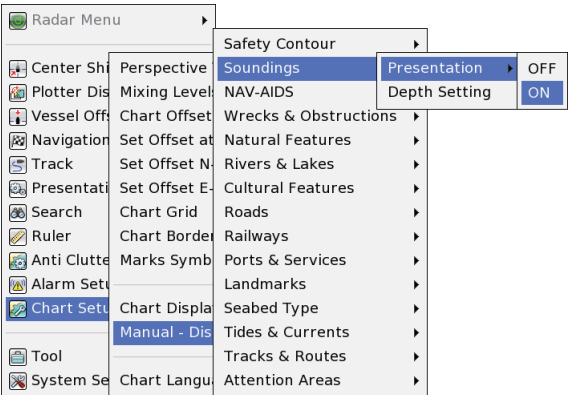 Radar Menu
Center Shi
Plotter Dis
Vessel Offs
Navigation
Track
Presentati
Search
Ruler
Anti Clutte
Alarm Setu
Chart Setu
Tool
System Se
Perspective
Mixing Levels
Chart Offset
Set Offset at
Set Offset N-
Set Offset E-
Chart Grid
Chart Border
Marks Symb
Chart Displa
Manual - Dis
Chart Langu
Safety Contour
Soundings
NAV-AIDS
Wrecks & Obstructions
Natural Features
Rivers & Lakes
Cultural Features
Roads
Railways
Ports & Services
Landmarks
Seabed Type
Tides & Currents
Tracks & Routes
Attention Areas
Presentation
Depth Setting
OFF
ON